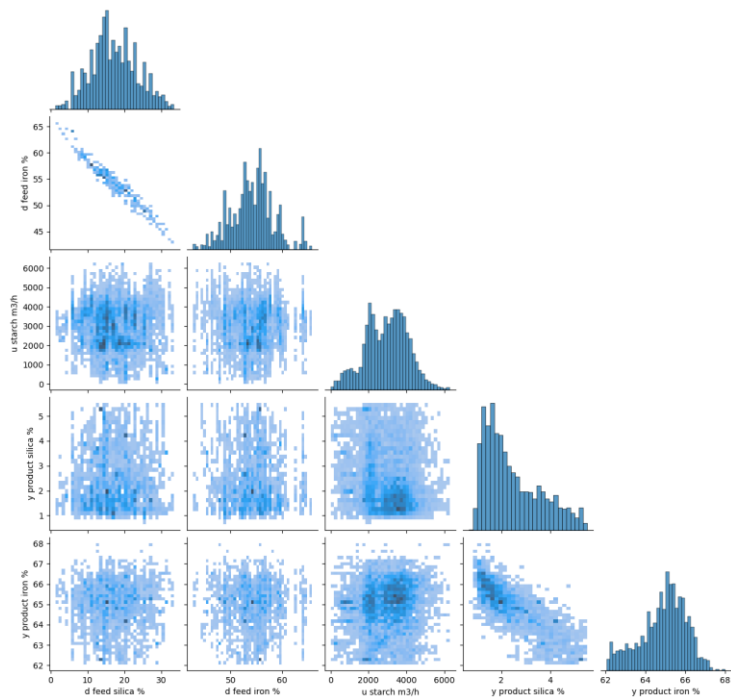 65
60
55
50
45
d feed iron %
6000
5000
4000
3000
2000
1000
0
u starch m3/h
5
4
3
2
1
y product silica %
68
67
66
65
64
63
62
y product iron %
0 10 20 30
d feed silica %
50 60
d feed iron %
0 2000 4000 6000
u starch m3/h
2 4
y product silica %
62 64 66 68
y product iron %